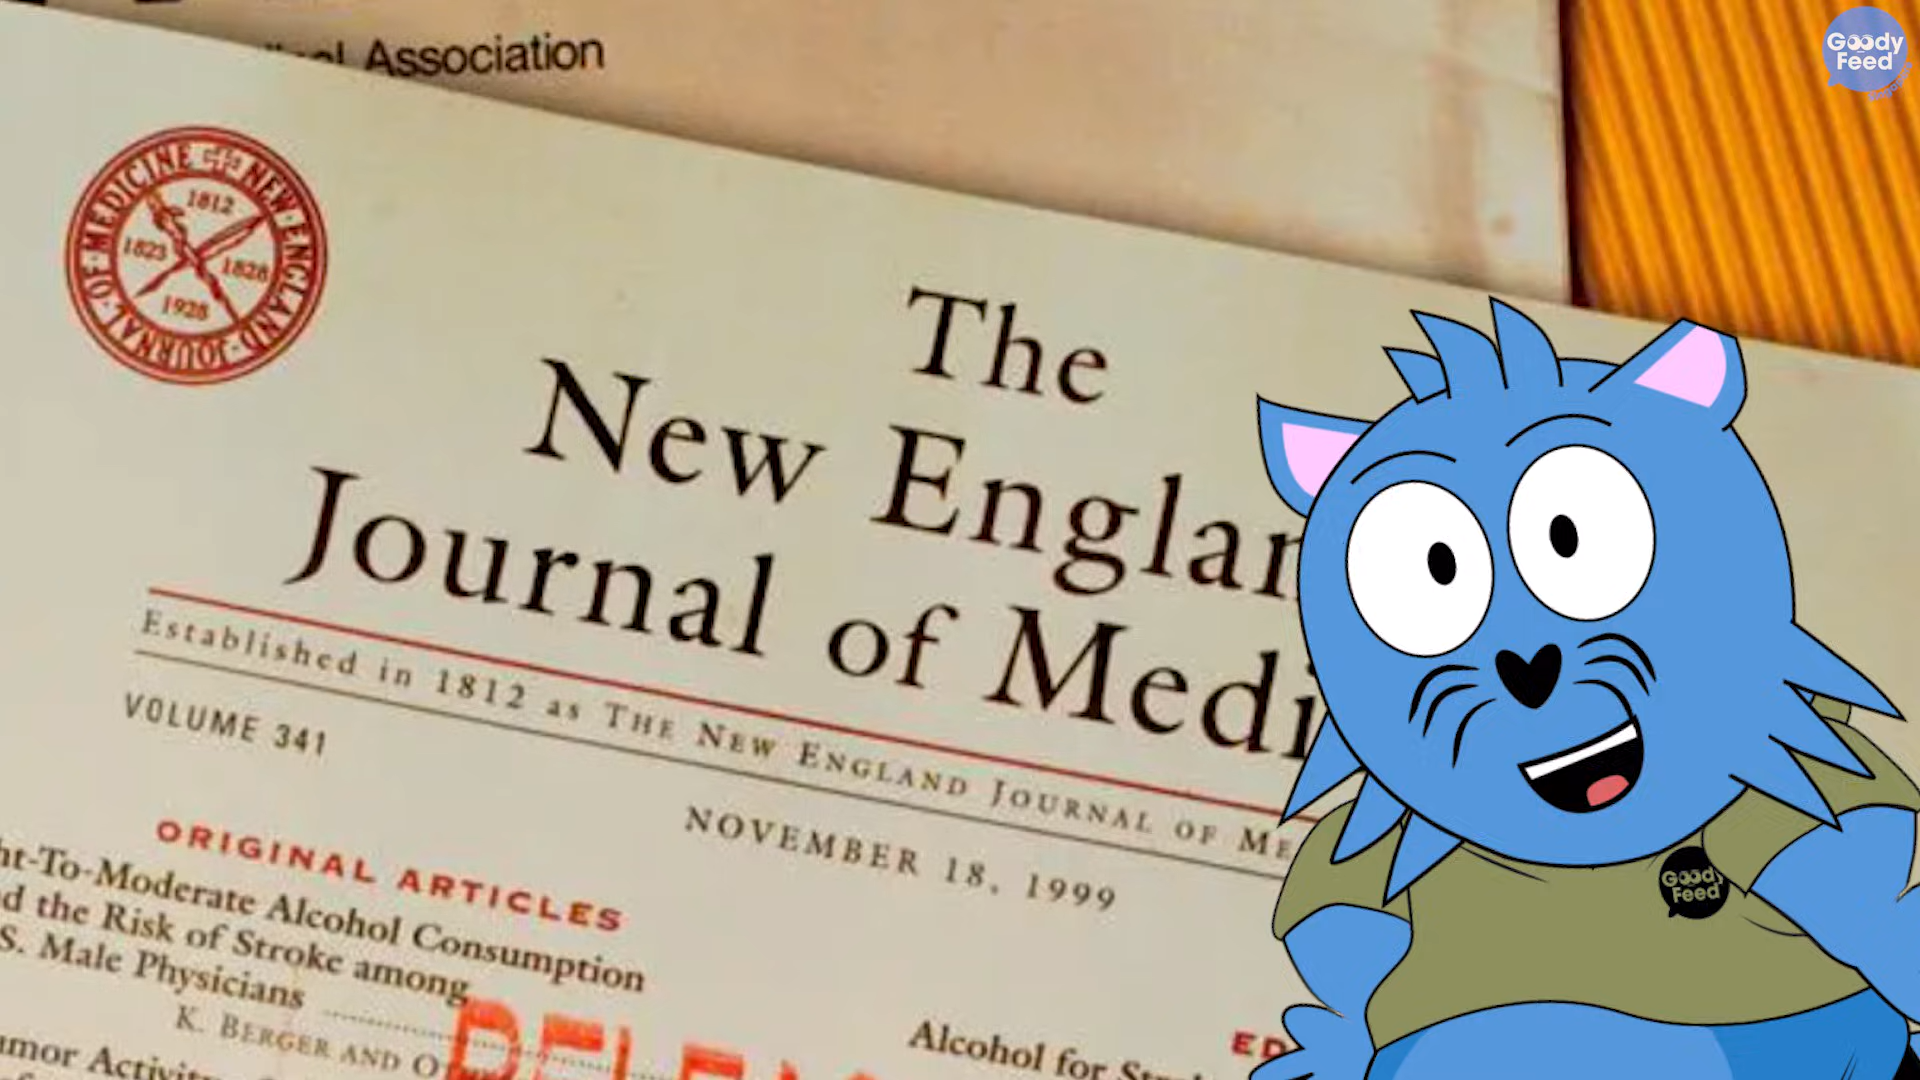 Association
Goody
Feed
JOURNAL OF MEDICINE NEW ENGLAND
1812
1823
1828
1928
The
New Englan
Journal of Medi
Established in 1812 as THE NEW ENGLAND JOURNAL OF ME
VOLUME 341
NOVEMBER 18, 1999
ORIGINAL ARTICLES
ht-To-Moderate Alcohol Consumption
d the Risk of Stroke among
S. Male Physicians
K. BERGER AND O
Alcohol for
ED
Goody
Feed